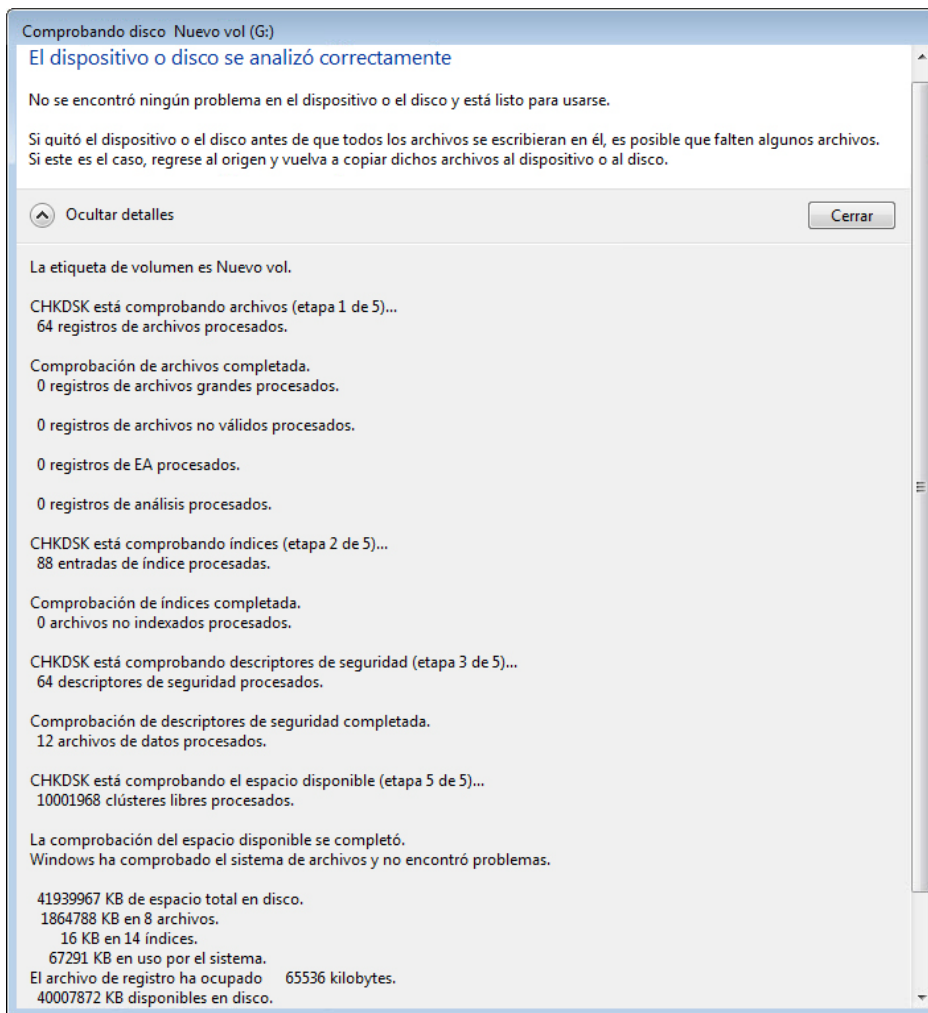 Comprobando disco  Nuevo vol (G:)
El dispositivo o disco se analizó correctamente
No se encontró ningún problema en el dispositivo o el disco y está listo para usarse.
Si quitó el dispositivo o el disco antes de que todos los archivos se escribieran en él, es posible que falten algunos archivos.
Si este es el caso, regrese al origen y vuelva a copiar dichos archivos al dispositivo o al disco.
Ocultar detalles
Cerrar
La etiqueta de volumen es Nuevo vol.
CHKDSK está comprobando archivos (etapa 1 de 5)...
64 registros de archivos procesados.
Comprobación de archivos completada.
0 registros de archivos grandes procesados.
0 registros de archivos no válidos procesados.
0 registros de EA procesados.
0 registros de análisis procesados.
CHKDSK está comprobando índices (etapa 2 de 5)...
88 entradas de índice procesadas.
Comprobación de índices completada.
0 archivos no indexados procesados.
CHKDSK está comprobando descriptores de seguridad (etapa 3 de 5)...
64 descriptores de seguridad procesados.
Comprobación de descriptores de seguridad completada.
12 archivos de datos procesados.
CHKDSK está comprobando el espacio disponible (etapa 5 de 5)...
10001968 clústeres libres procesados.
La comprobación del espacio disponible se completó.
Windows ha comprobado el sistema de archivos y no encontró problemas.
41939967 KB de espacio total en disco.
1864788 KB en 8 archivos.
16 KB en 14 índices.
67291 KB en uso por el sistema.
El archivo de registro ha ocupado     65536 kilobytes.
40007872 KB disponibles en disco.